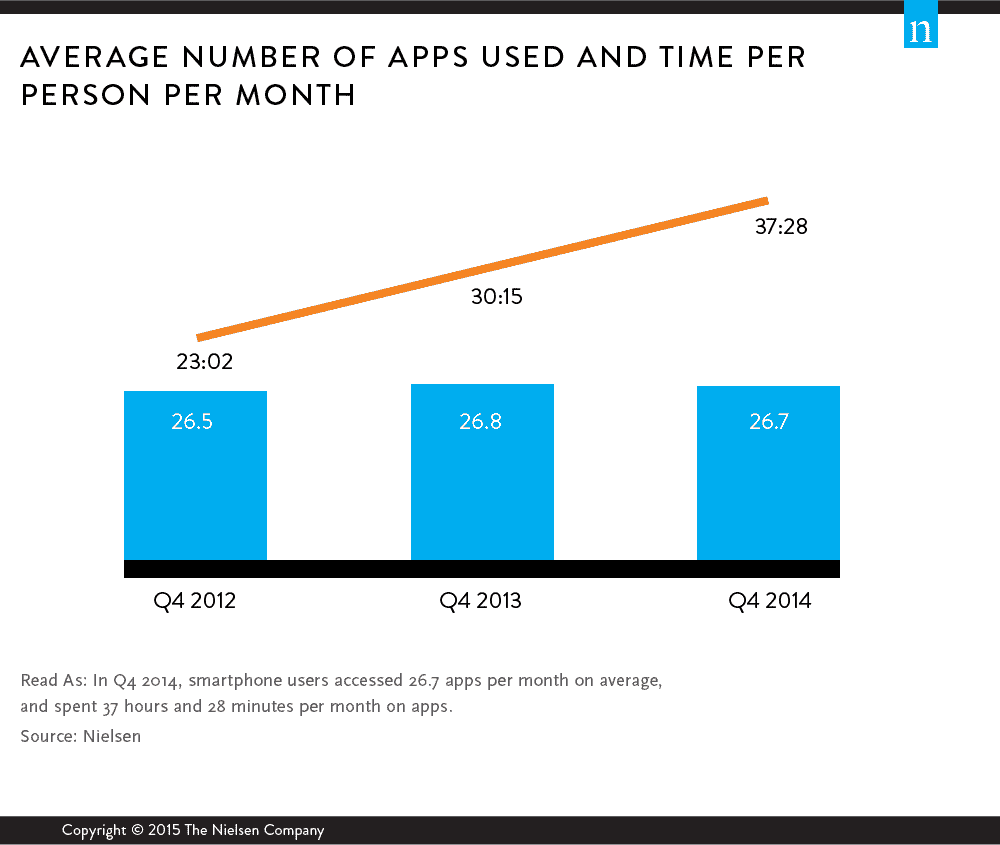 n
AVERAGE NUMBER OF APPS USED AND TIME PER
PERSON PER MONTH
37:28
30:15
23:02
26.5 26.8 26.7
Q4 2012 Q4 2013 Q4 2014
Read As: In Q4 2014, smartphone users accessed 26.7 apps per month on average,
and spent 37 hours and 28 minutes per month on apps.
Source: Nielsen
Copyright © 2015 The Nielsen Company